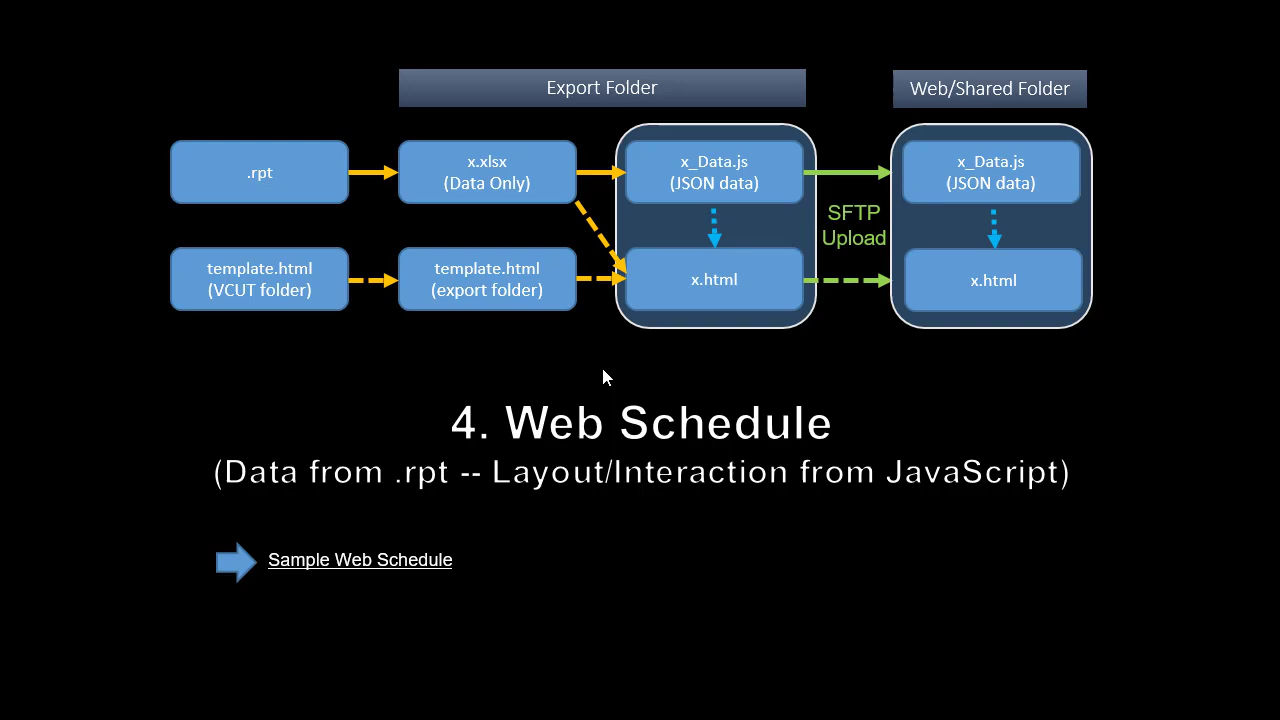 Export Folder
Web/Shared Folder
.rpt
x.xlsx
(Data Only)
x_Data.js
(JSON data)
x_Data.js
(JSON data)
SFTP
Upload
template.html
(VCUT folder)
template.html
(export folder)
x.html
x.html
4. Web Schedule
(Data from .rpt -- Layout/Interaction from JavaScript)
Sample Web Schedule